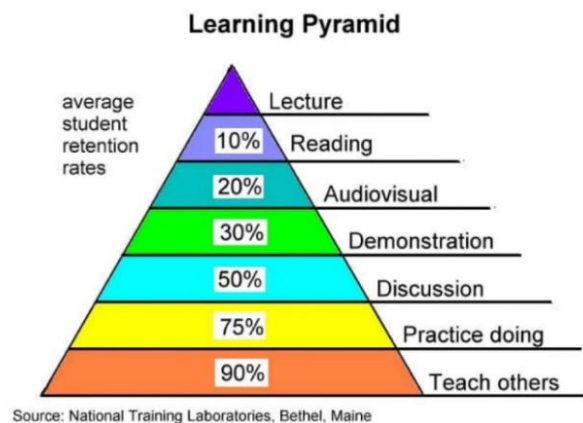 Learning Pyramid
average
student
retention
rates
Lecture
10% Reading
20% Audiovisual
30% Demonstration
50% Discussion
75% Practice doing
90% Teach others
Source: National Training Laboratories, Bethel, Maine